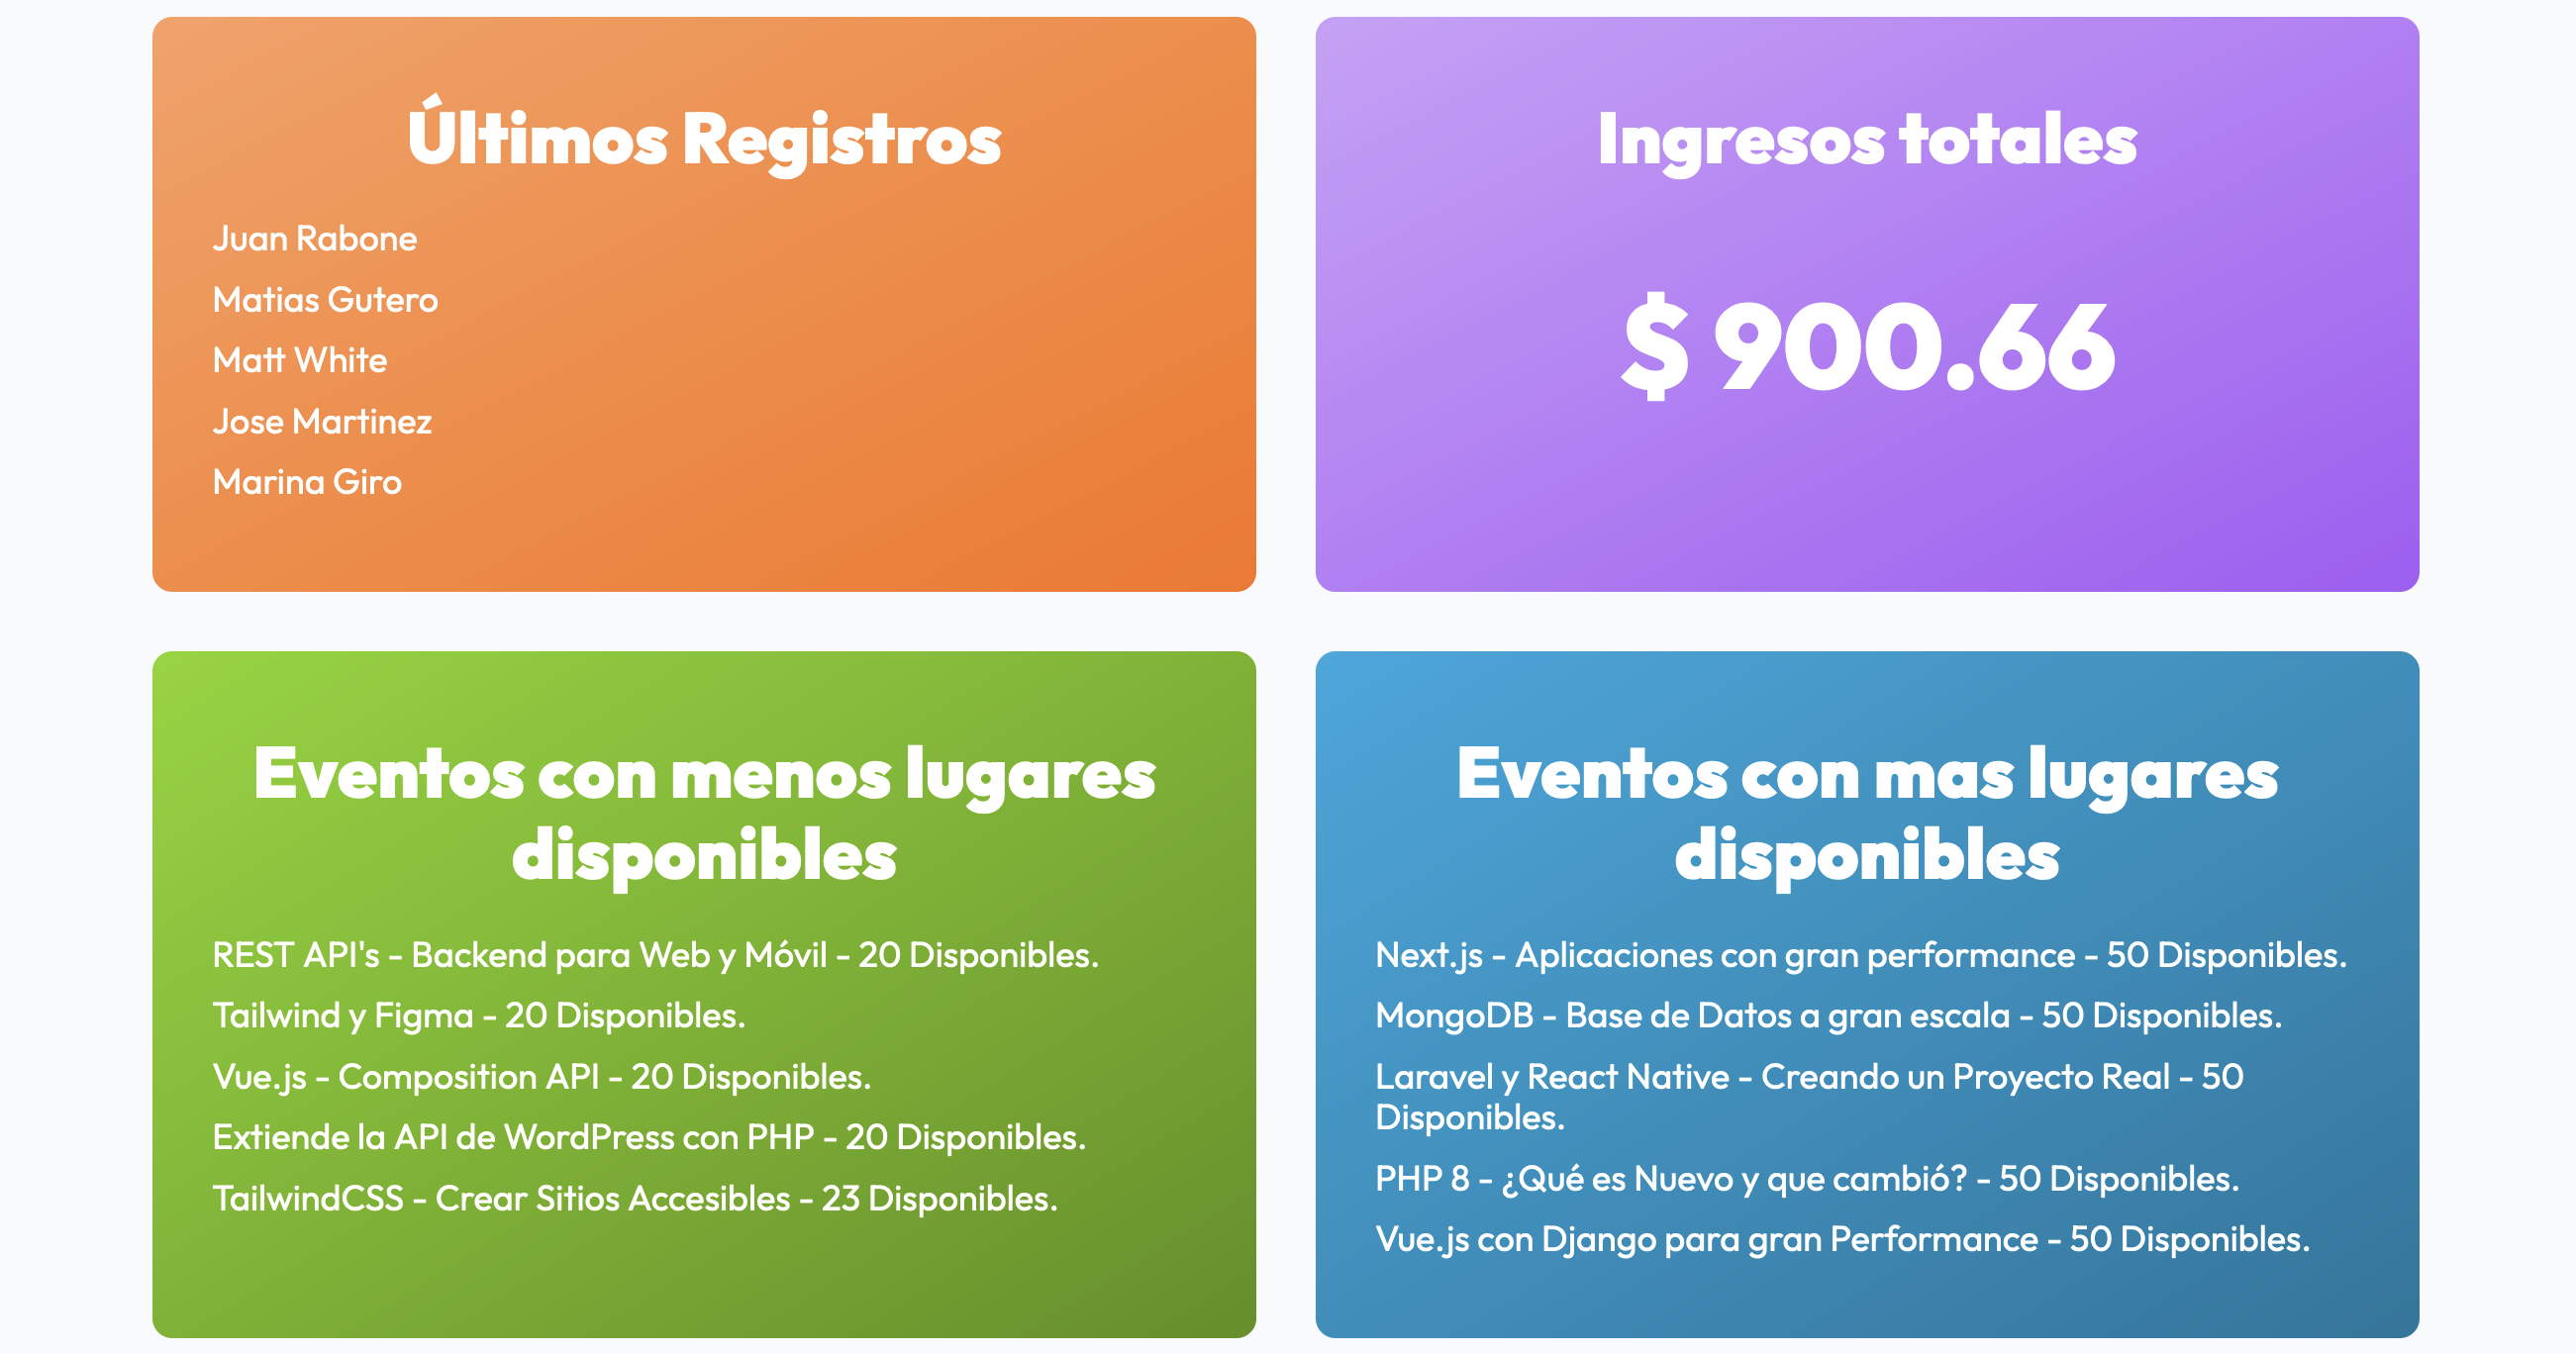 Últimos Registros
Juan Rabone
Matias Gutero
Matt White
Jose Martinez
Marina Giro
Ingresos totales
$ 900.66
Eventos con menos lugares
disponibles
REST API's - Backend para Web y Móvil - 20 Disponibles.
Tailwind y Figma - 20 Disponibles.
Vue.js - Composition API - 20 Disponibles.
Extiende la API de WordPress con PHP - 20 Disponibles.
TailwindCSS - Crear Sitios Accesibles - 23 Disponibles.
Eventos con mas lugares
disponibles
Next.js - Aplicaciones con gran performance - 50 Disponibles.
MongoDB - Base de Datos a gran escala - 50 Disponibles.
Laravel y React Native - Creando un Proyecto Real - 50
Disponibles.
PHP 8 - ¿Qué es Nuevo y que cambió? - 50 Disponibles.
Vue.js con Django para gran Performance - 50 Disponibles.